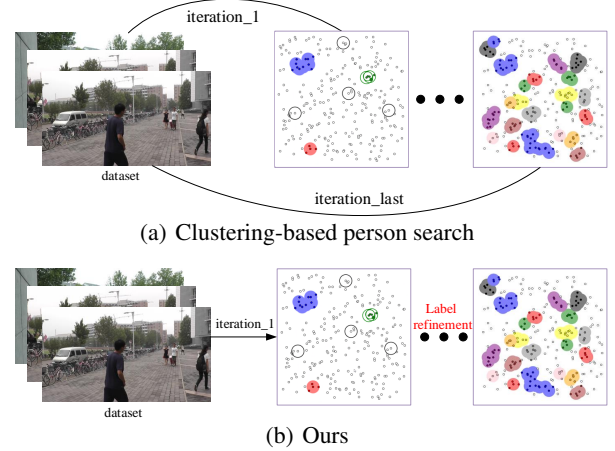 iteration_1
dataset
iteration_last
(a) Clustering-based person search
iteration_1
Label
refinement
dataset
(b) Ours